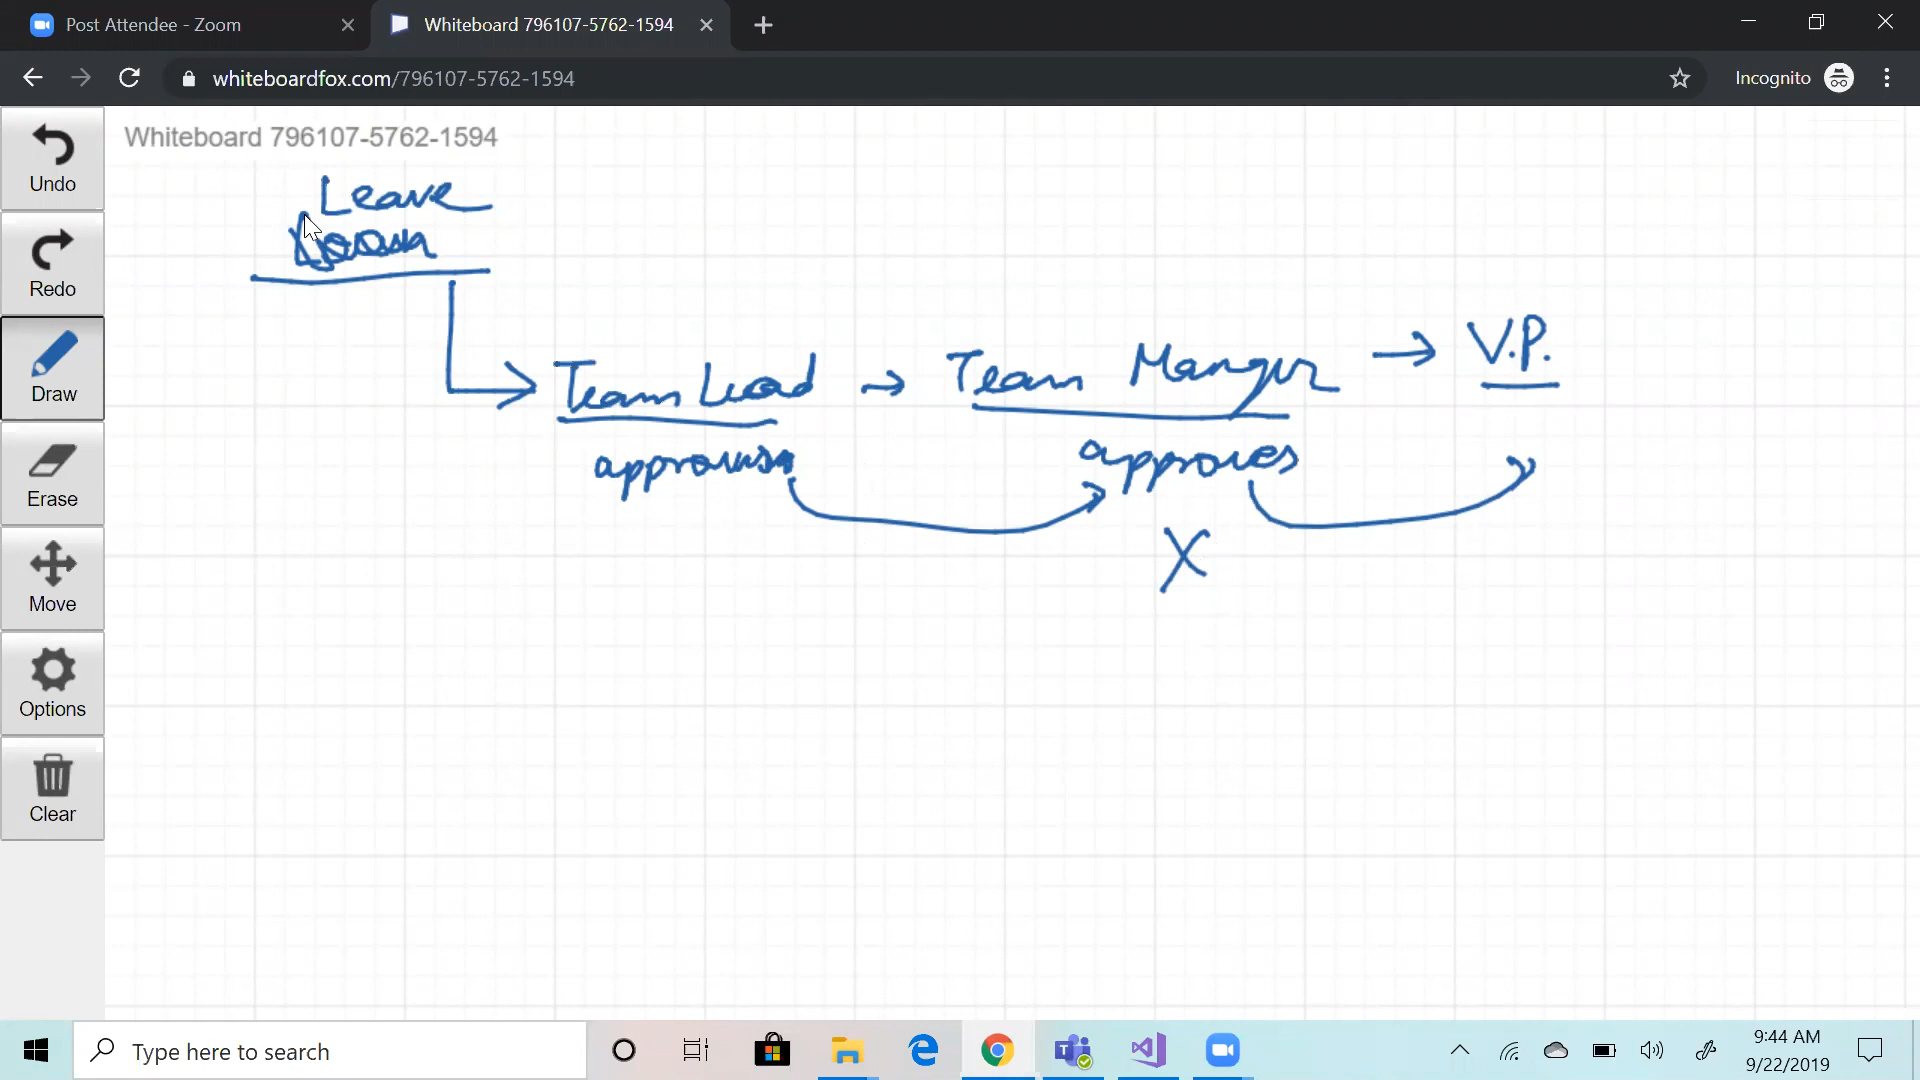 Post Attendee - Zoom
Whiteboard 796107-5762-1594
whiteboardfox.com/796107-5762-1594
Incognito
Whiteboard 796107-5762-1594
Undo
Redo
Draw
Erase
Move
Options
Clear
Leave
Team Lead → Team Manger → V.P.
approves
X
Type here to search
9:44 AM
9/22/2019